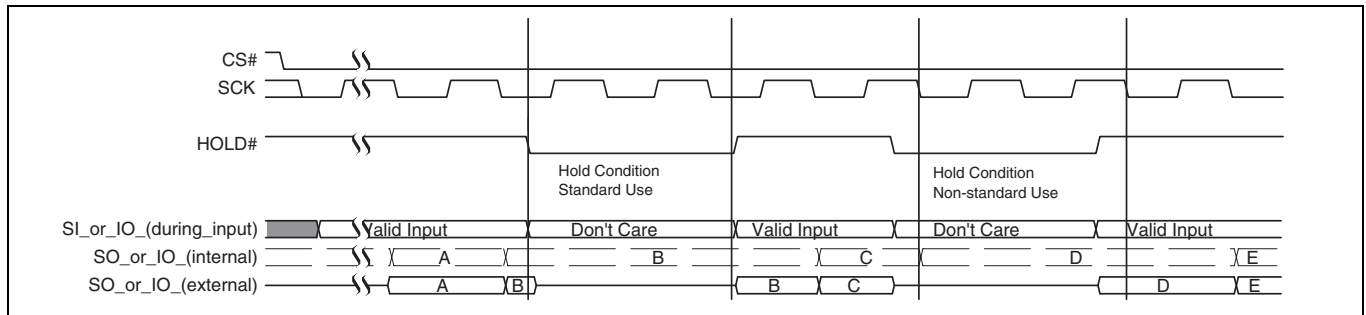 CS#
SCK
HOLD#
Hold Condition
Standard Use
Hold Condition
Non-standard Use
SI_or_IO_(during_input) Valid Input Don't Care Valid Input Don't Care Valid Input
SO_or_IO_(internal) A B C D E
SO_or_IO_(external) A B B C D E